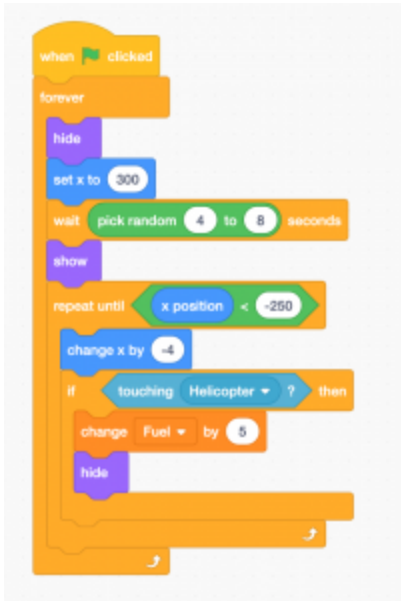 when clicked
forever
hide
set x to 300
wait pick random 4 to 8 seconds
show
repeat until x position < -250
change x by -4
if touching Helicopter ? then
change Fuel by 5
hide